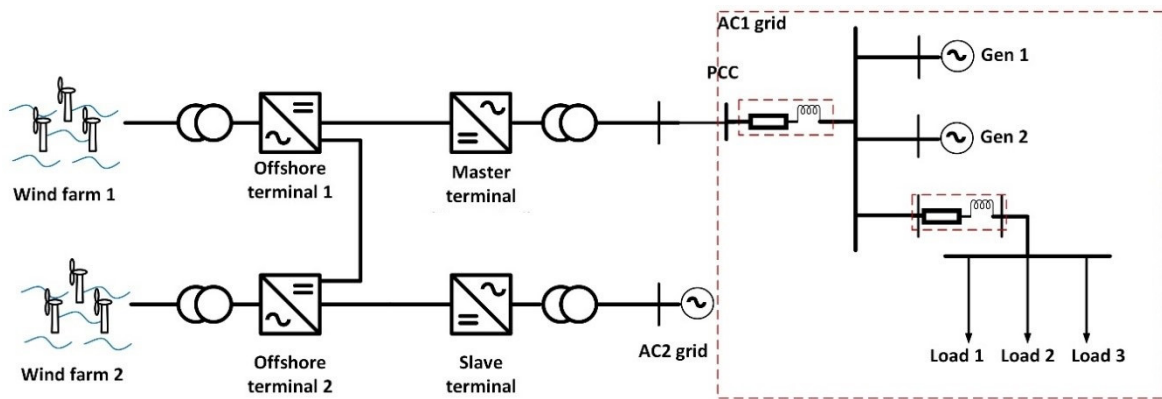 AC1 grid
PCC
Gen 1
Gen 2
Wind farm 1
Offshore
terminal 1
Master
terminal
Wind farm 2
Offshore
terminal 2
Slave
terminal
AC2 grid
Load 1
Load 2
Load 3